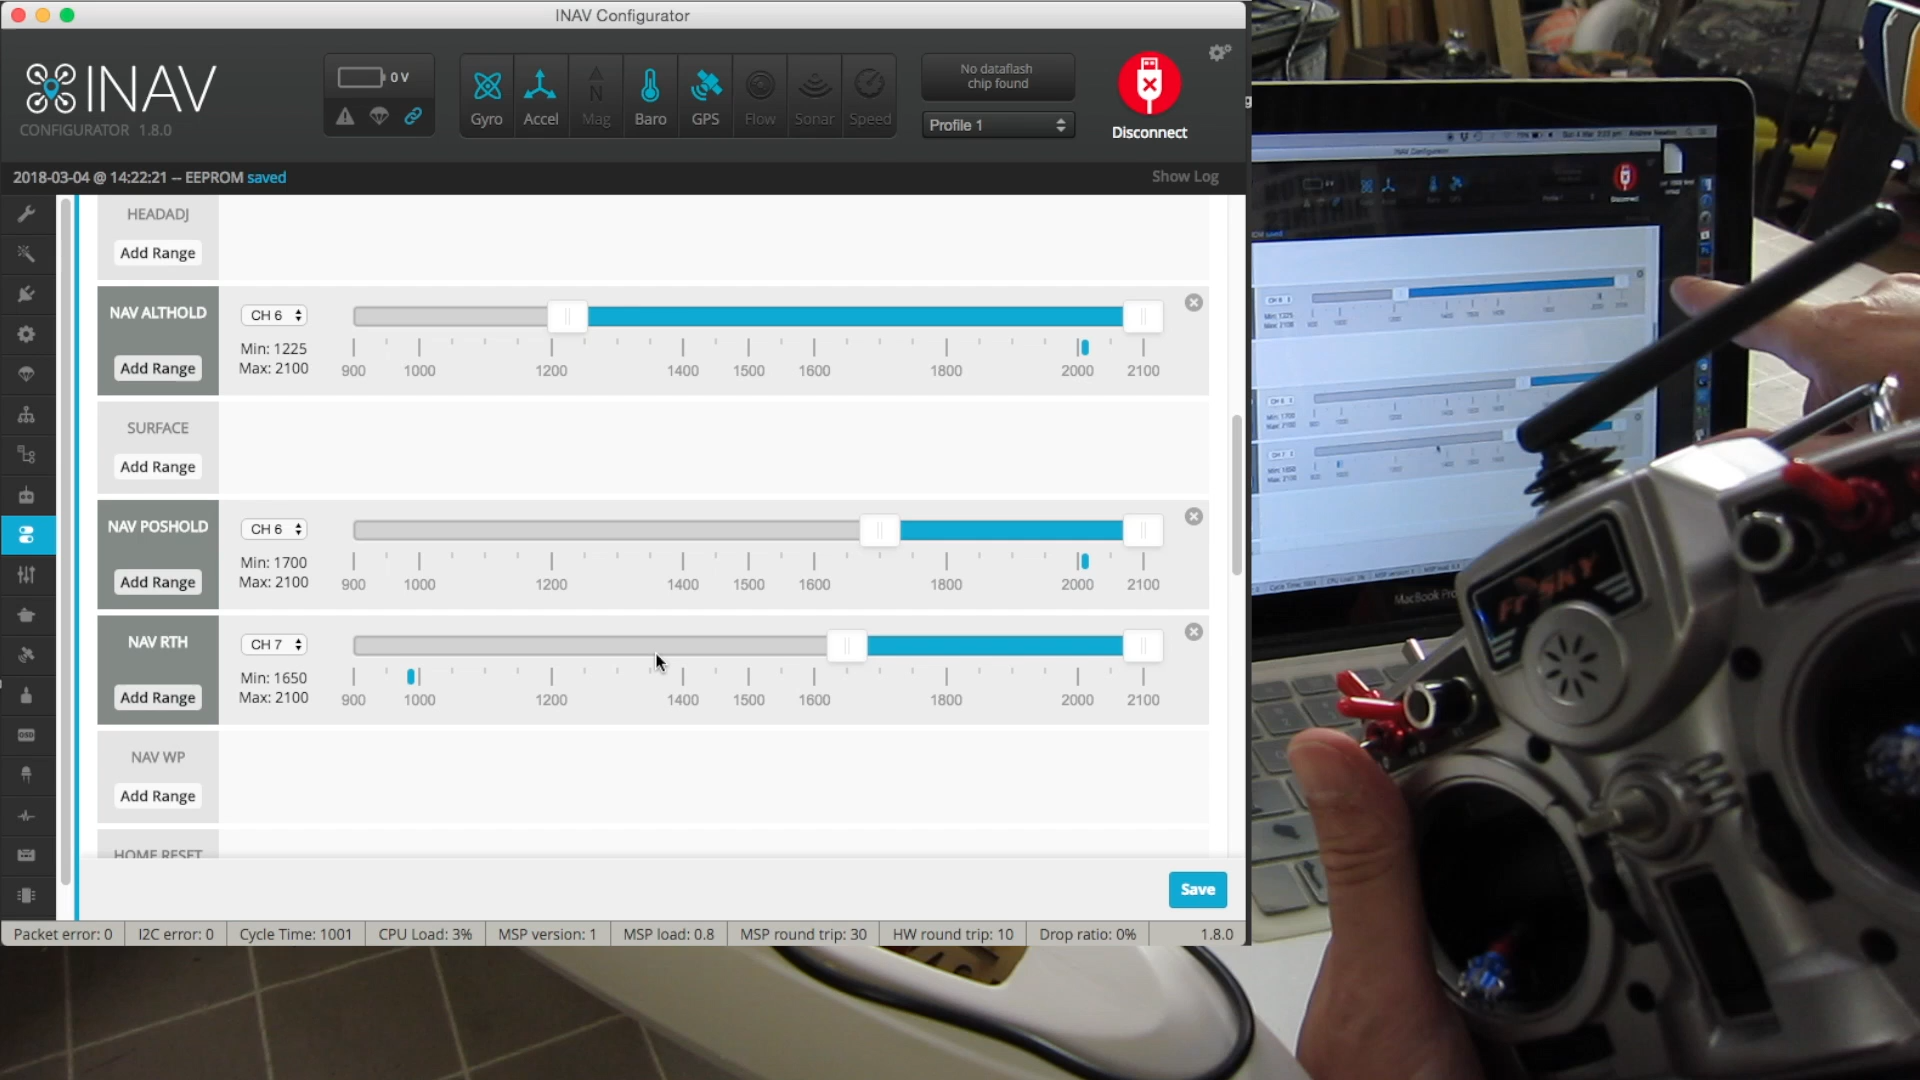 INAV Configurator
INAV
CONFIGURATOR 1.8.0
0 V
Gyro
Accel
Mag
Baro
GPS
Flow
Sonar
Speed
No dataflash
chip found
Profile 1
Disconnect
2018-03-04 @ 14:22:21 -- EEPROM saved
Show Log
HEADADJ
Add Range
NAV ALTHOLD
Add Range
CH 6
Min: 1225
Max: 2100
900 1000 1200 1400 1500 1600 1800 2000 2100
SURFACE
Add Range
NAV POSHOLD
Add Range
CH 6
Min: 1700
Max: 2100
900 1000 1200 1400 1500 1600 1800 2000 2100
NAV RTH
Add Range
CH 7
Min: 1650
Max: 2100
900 1000 1200 1400 1500 1600 1800 2000 2100
NAV WP
Add Range
HOME RESET
Save
Packet error: 0
I2C error: 0
Cycle Time: 1001
CPU Load: 3%
MSP version: 1
MSP load: 0.8
MSP round trip: 30
HW round trip: 10
Drop ratio: 0%
1.8.0
MacBook Pro
FrSKY